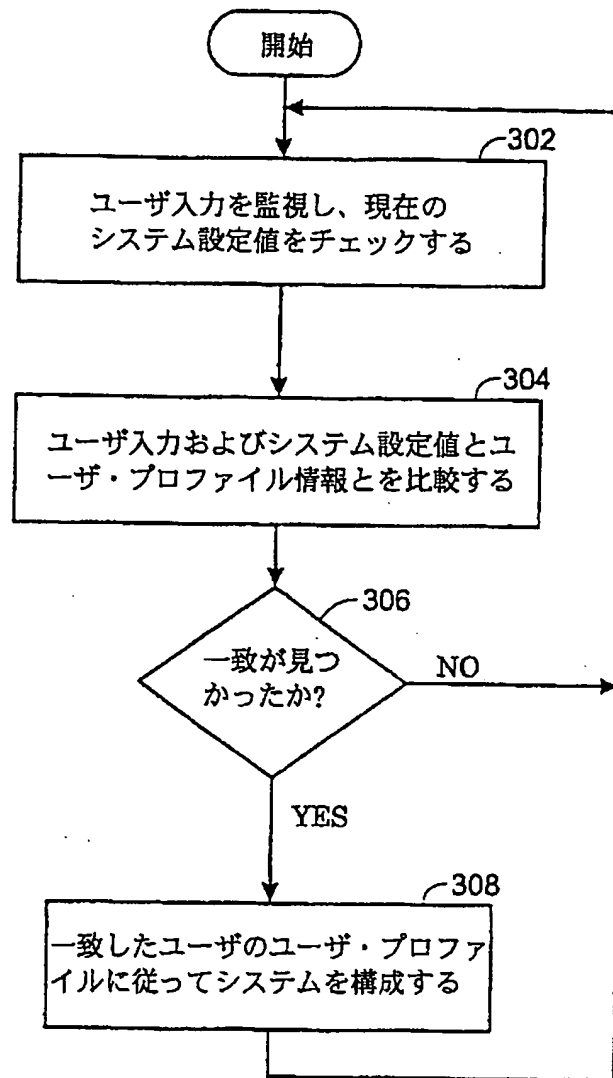 開始
302
ユーザ入力を監視し、現在の
システム設定値をチェックする
304
ユーザ入力およびシステム設定値とユ
ーザ・プロファイル情報とを比較する
306
一致が見つ
かったか?
NO
YES
308
一致したユーザのユーザ・プロファ
イルに従ってシステムを構成する